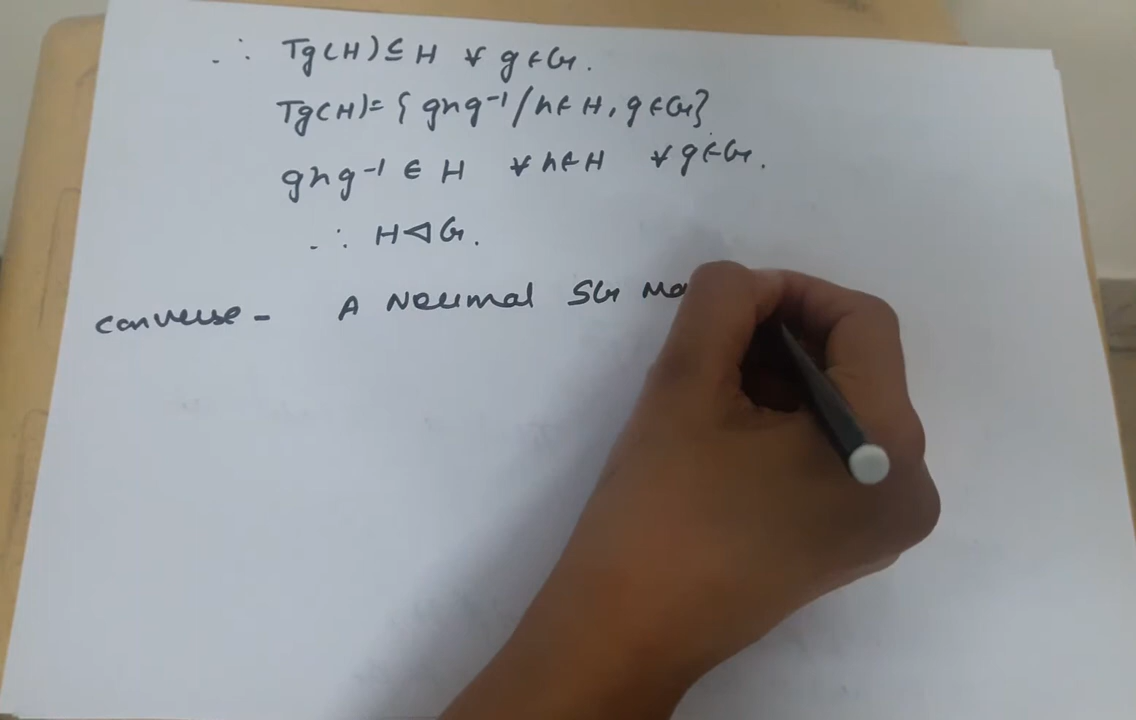 ∴ Tg(H) ⊆ H ∀ g ∈ G.
Tg(H) = { ghg⁻¹ / h ∈ H, g ∈ G}
ghg⁻¹ ∈ H ∀ h ∈ H ∀ g ∈ G.
∴ H ⊲ G.
converse - A Normal SG